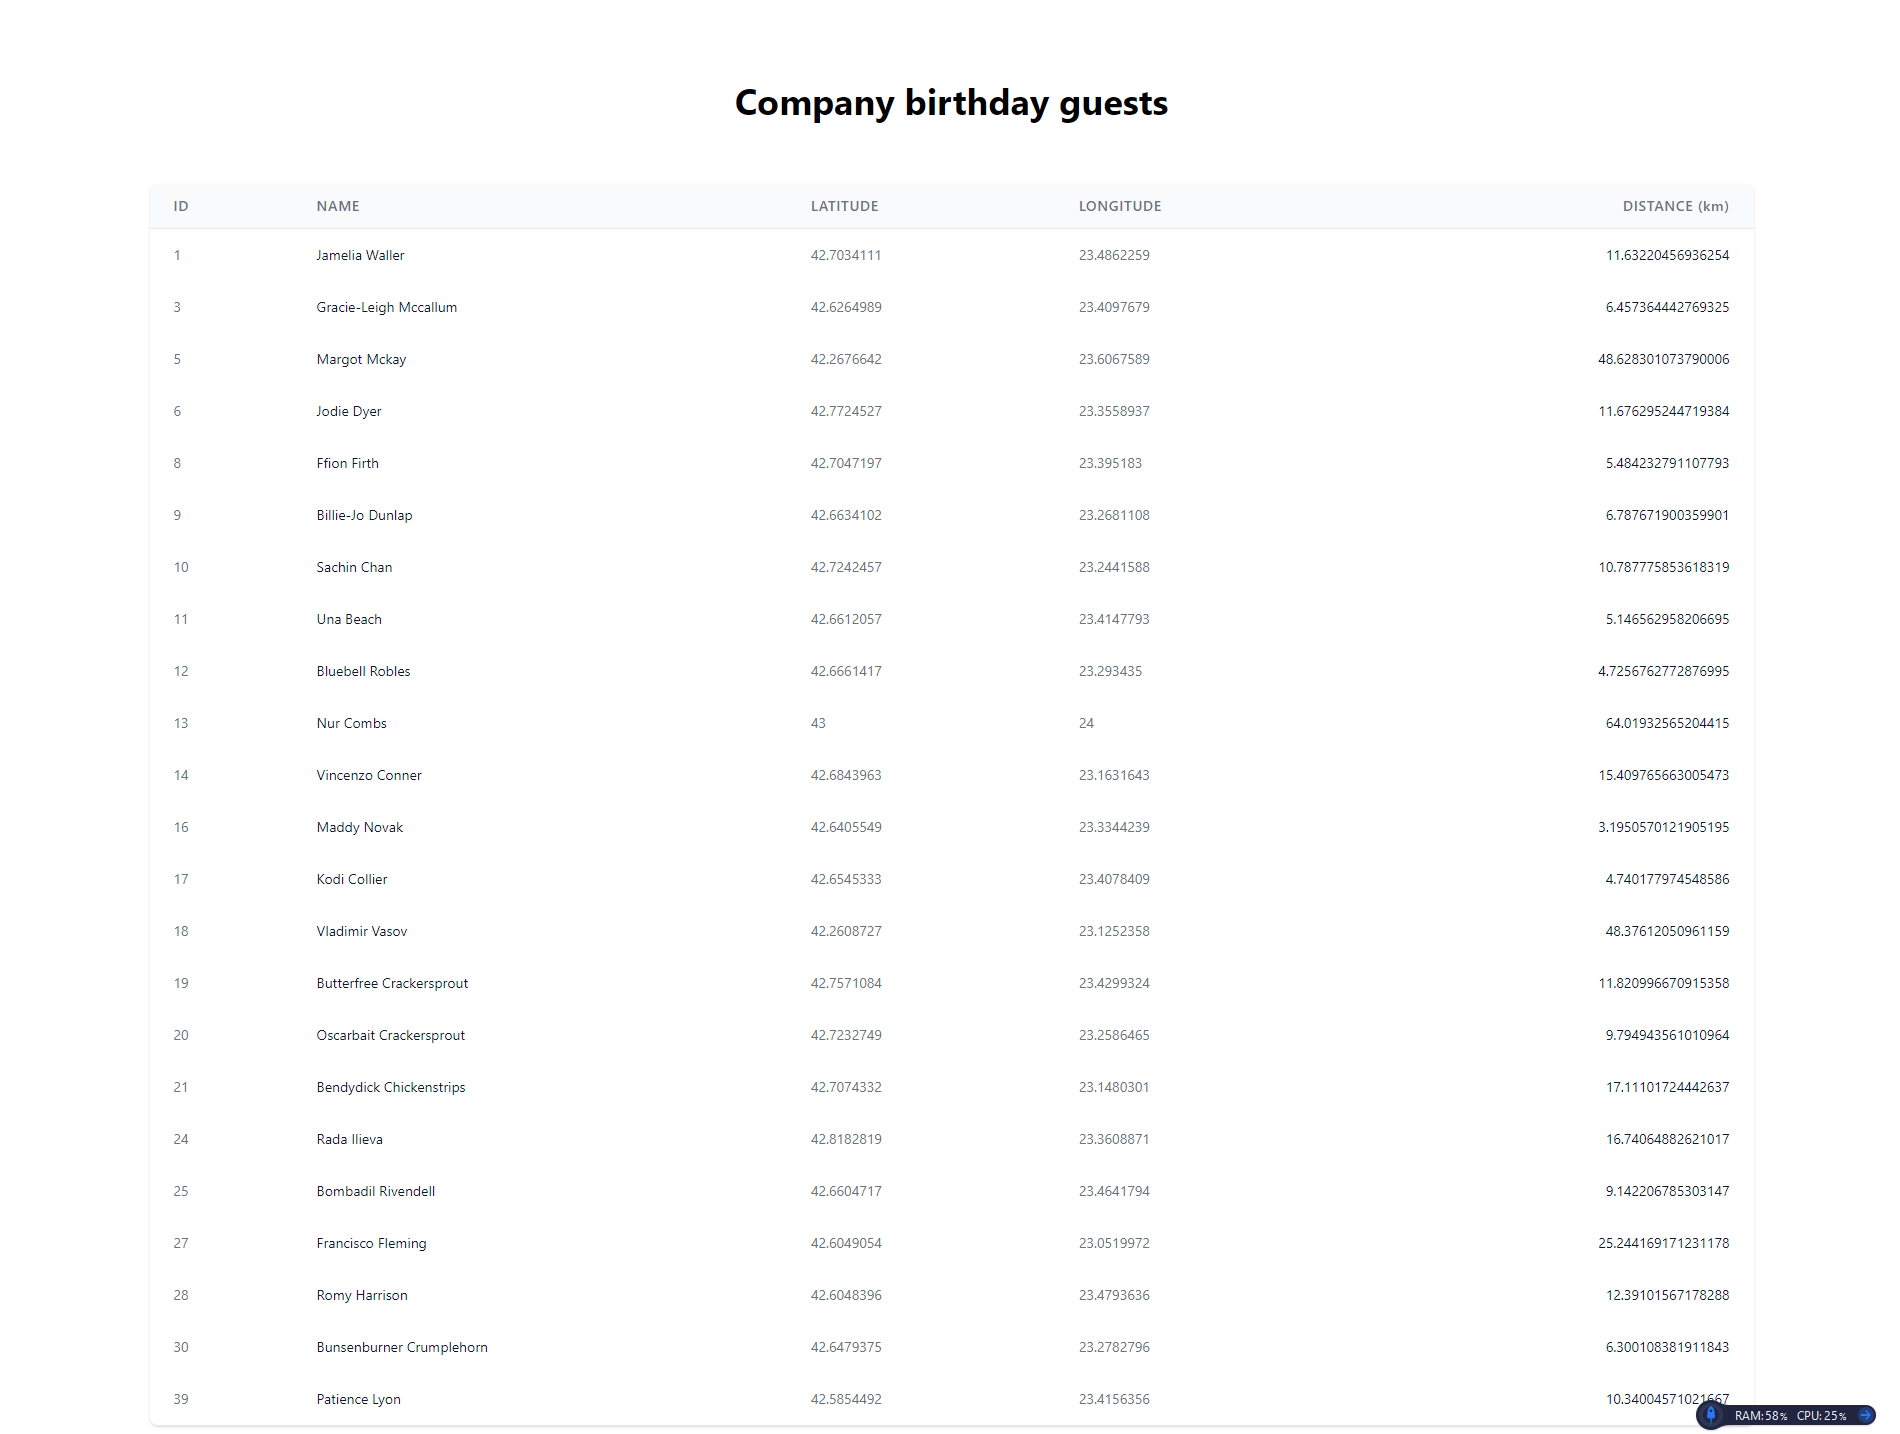 Company birthday guests
ID NAME LATITUDE LONGITUDE DISTANCE (km)
1 Jamelia Waller 42.7034111 23.4862259 11.63220456936254
3 Gracie-Leigh Mccallum 42.6264989 23.4097679 6.457364442769325
5 Margot Mckay 42.2676642 23.6067589 48.628301073790006
6 Jodie Dyer 42.7724527 23.3558937 11.676295244719384
8 Ffion Firth 42.7047197 23.395183 5.484232791107793
9 Billie-Jo Dunlap 42.6634102 23.2681108 6.787671900359901
10 Sachin Chan 42.7242457 23.2441588 10.787775853618319
11 Una Beach 42.6612057 23.4147793 5.146562958206695
12 Bluebell Robles 42.6661417 23.293435 4.7256762772876995
13 Nur Combs 43 24 64.01932565204415
14 Vincenzo Conner 42.6843963 23.1631643 15.409765663005473
16 Maddy Novak 42.6405549 23.3344239 3.1950570121905195
17 Kodi Collier 42.6545333 23.4078409 4.740177974548586
18 Vladimir Vasov 42.2608727 23.1252358 48.37612050961159
19 Butterfree Crackersprout 42.7571084 23.4299324 11.820996670915358
20 Oscarbait Crackersprout 42.7232749 23.2586465 9.794943561010964
21 Bendydick Chickenstrips 42.7074332 23.1480301 17.11101724442637
24 Rada Ilieva 42.8182819 23.3608871 16.74064882621017
25 Bombadil Rivendell 42.6604717 23.4641794 9.142206785303147
27 Francisco Fleming 42.6049054 23.0519972 25.244169171231178
28 Romy Harrison 42.6048396 23.4793636 12.39101567178288
30 Bunsenburner Crumplehorn 42.6479375 23.2782796 6.300108381911843
39 Patience Lyon 42.5854492 23.4156356 10.34004571021667
RAM:58% CPU:25%